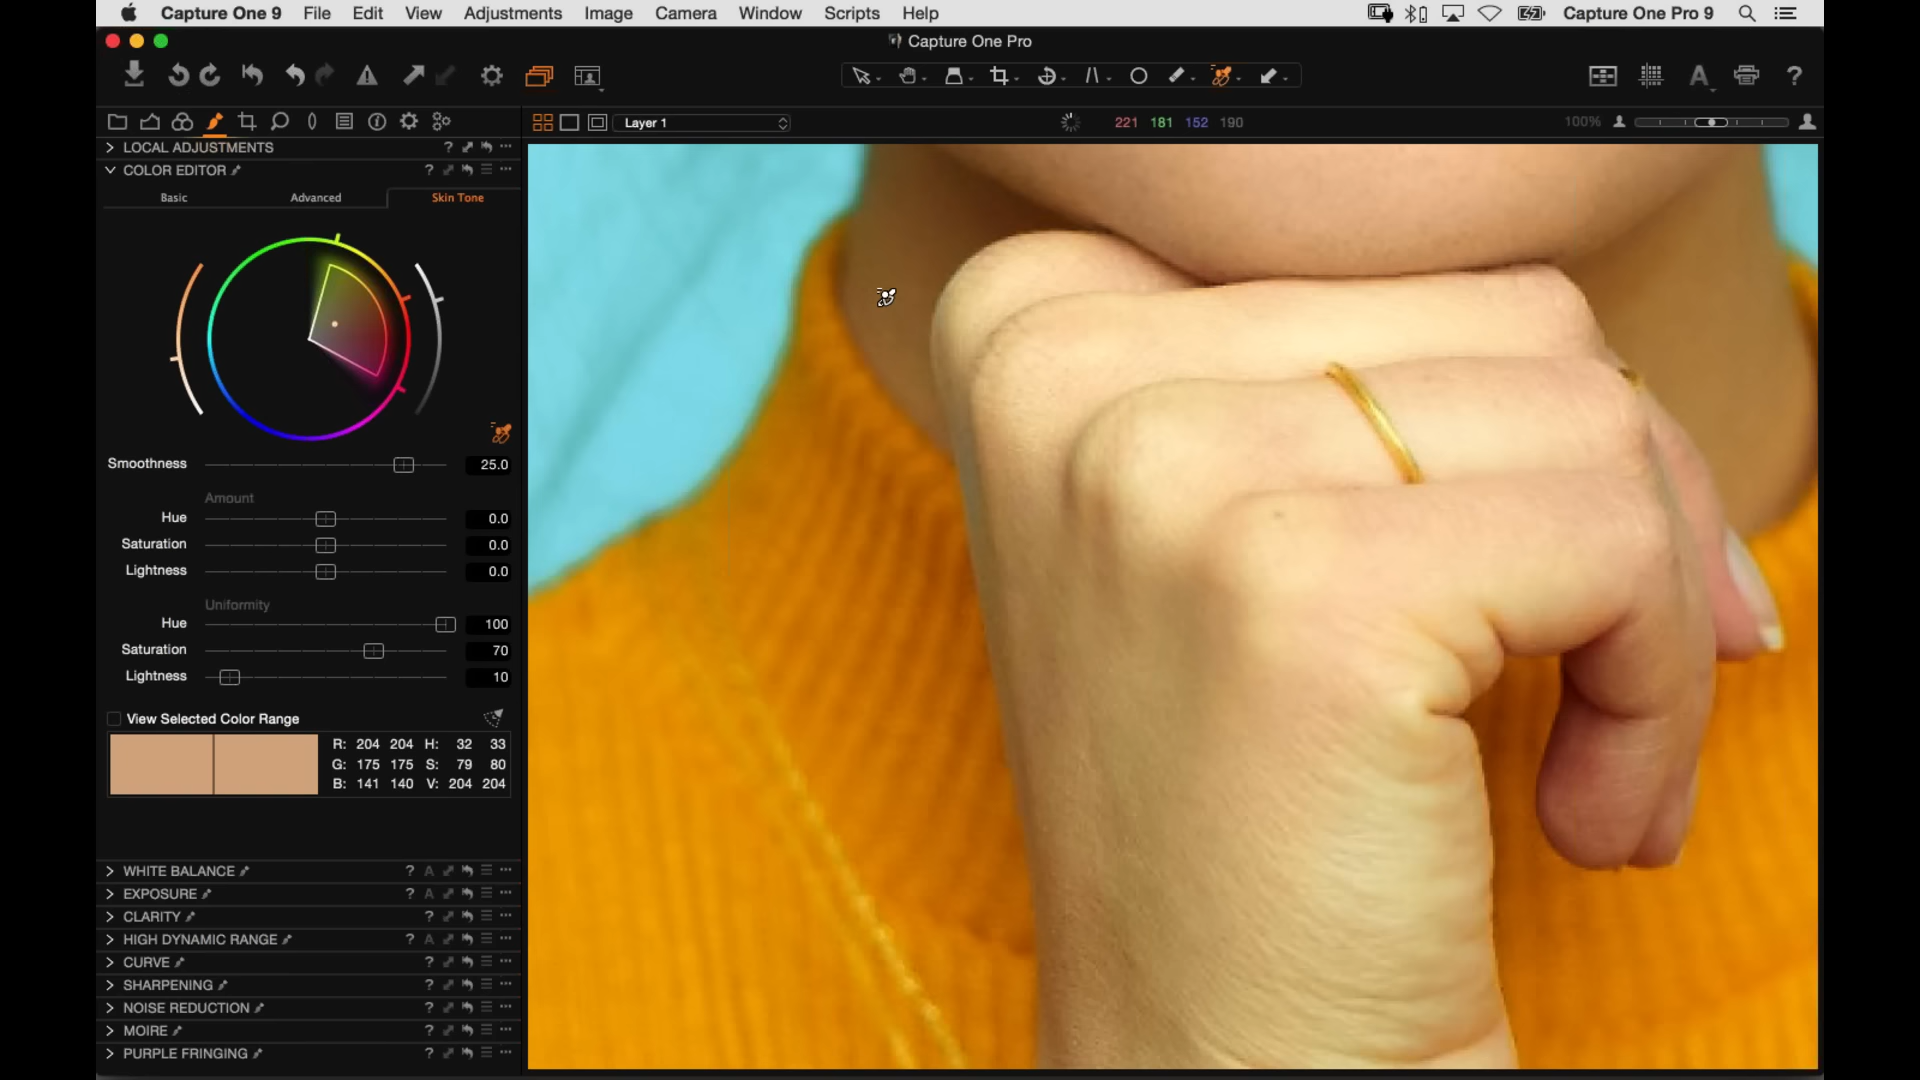 Capture One 9 File Edit View Adjustments Image Camera Window Scripts Help Capture One Pro 9
Capture One Pro
A ?
Layer 1 221 181 152 190 100%
LOCAL ADJUSTMENTS ?
COLOR EDITOR ?
Basic Advanced Skin Tone
Smoothness 25.0
Amount
Hue 0.0
Saturation 0.0
Lightness 0.0
Uniformity
Hue 100
Saturation 70
Lightness 10
View Selected Color Range
R: 204 204 H: 32 33
G: 175 175 S: 79 80
B: 141 140 V: 204 204
WHITE BALANCE ? A
EXPOSURE ? A
CLARITY ?
HIGH DYNAMIC RANGE ? A
CURVE ?
SHARPENING ?
NOISE REDUCTION ?
MOIRE ?
PURPLE FRINGING ?